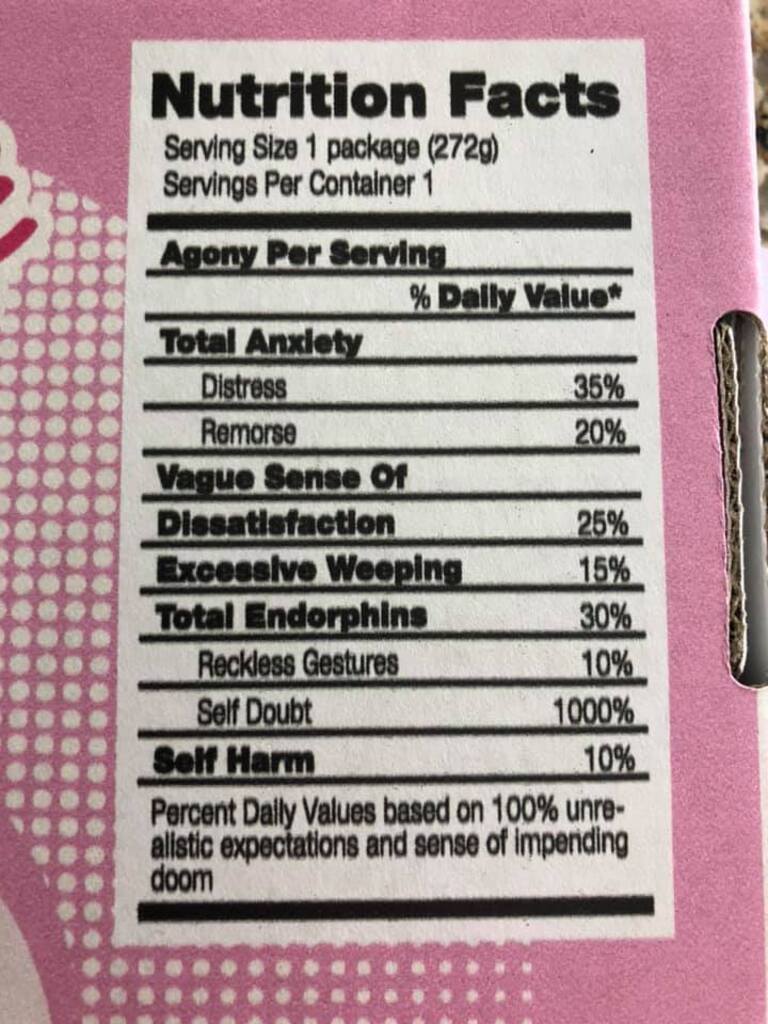 Nutrition Facts
Serving Size 1 package (272g)
Servings Per Container 1
Agony Per Serving
% Daily Value*
Total Anxiety
Distress 35%
Remorse 20%
Vague Sense Of
Dissatisfaction 25%
Excessive Weeping 15%
Total Endorphins 30%
Reckless Gestures 10%
Self Doubt 1000%
Self Harm 10%
Percent Daily Values based on 100% unre-
alistic expectations and sense of impending
doom